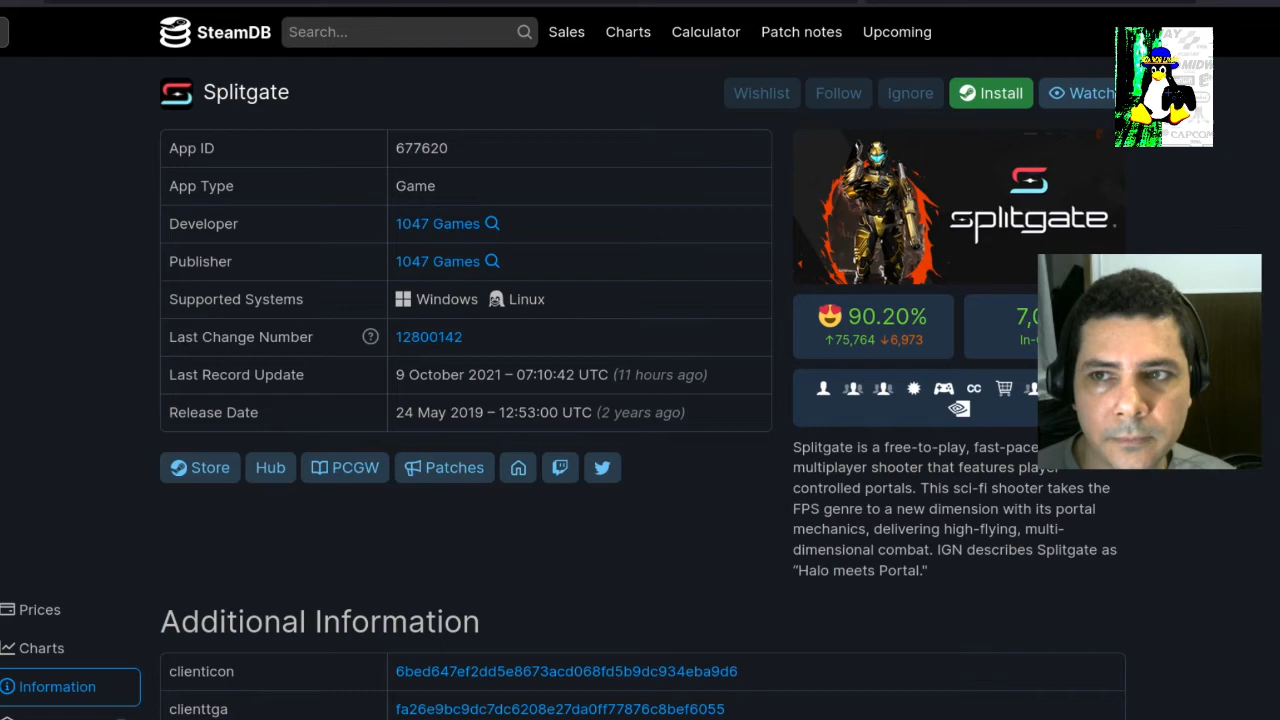 SteamDB Search... Sales Charts Calculator Patch notes Upcoming
Splitgate Wishlist Follow Ignore Install Watch
App ID 677620
App Type Game
Developer 1047 Games
Publisher 1047 Games
Supported Systems Windows Linux
Last Change Number 12800142
Last Record Update 9 October 2021 – 07:10:42 UTC (11 hours ago)
Release Date 24 May 2019 – 12:53:00 UTC (2 years ago)
Store Hub PCGW Patches
splitgate.
90.20%
↑75,764 ↓6,973
7,0
In-
CC
Splitgate is a free-to-play, fast-pace
multiplayer shooter that features player
controlled portals. This sci-fi shooter takes the
FPS genre to a new dimension with its portal
mechanics, delivering high-flying, multi-
dimensional combat. IGN describes Splitgate as
“Halo meets Portal."
CAPCOM
Prices
Charts
Information
Additional Information
clienticon 6bed647ef2dd5e8673acd068fd5b9dc934eba9d6
clienttga fa26e9bc9dc7dc6208e27da0ff77876c8bef6055